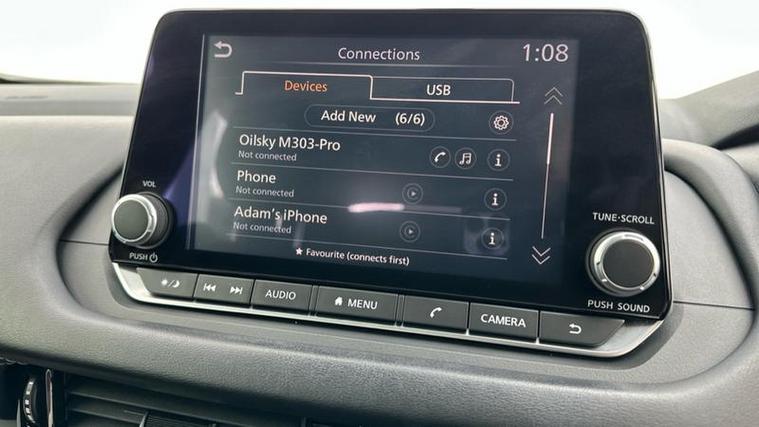 Connections
1:08
Devices
USB
Add New (6/6)
Oilsky M303-Pro
Not connected
Phone
Not connected
Adam's iPhone
Not connected
★ Favourite (connects first)
VOL
PUSH
TUNE·SCROLL
PUSH SOUND
AUDIO
MENU
CAMERA